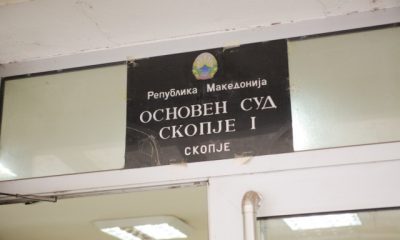 Република Македонија
ОСНОВЕН СУД
СКОПЈЕ I
СКОПЈЕ